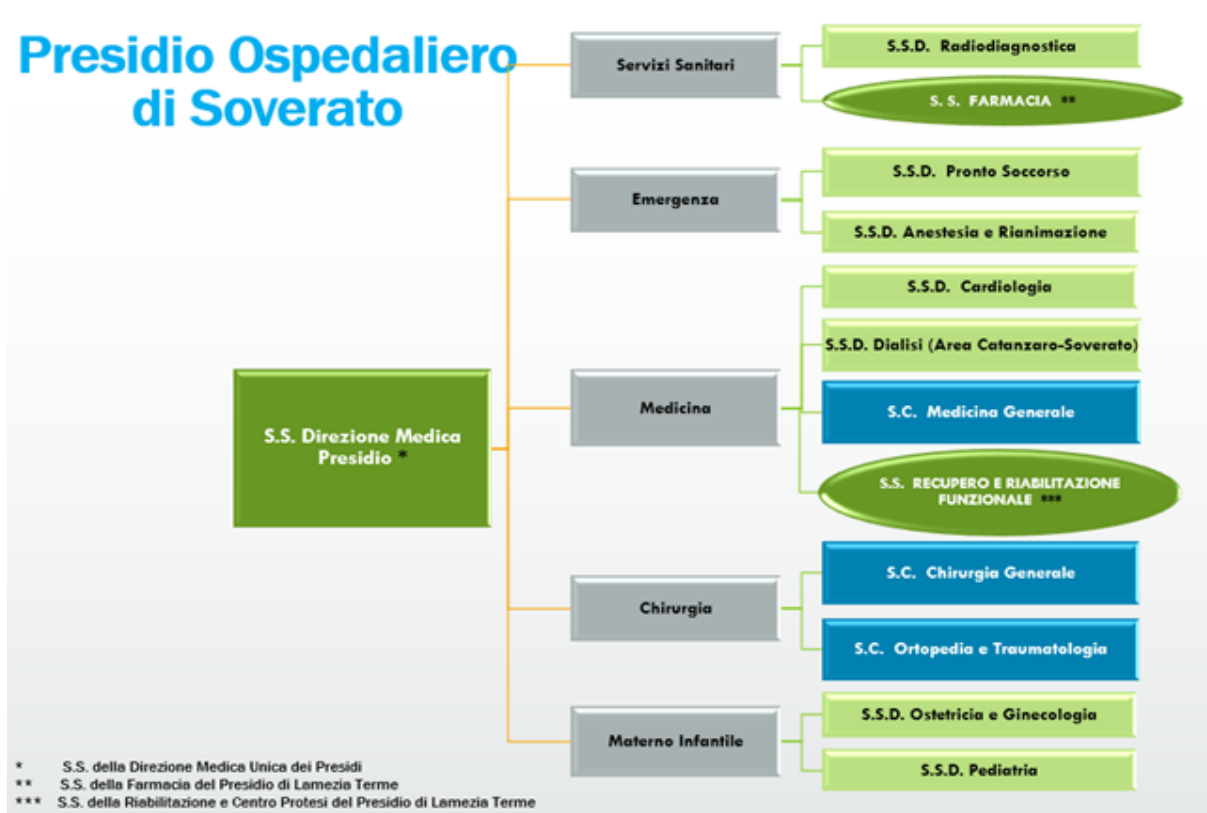 Presidio Ospedaliero
di Soverato
S.S. Direzione Medica
Presidio *
Servizi Sanitari
S.S.D. Radiodiagnostica
S. S. FARMACIA **
Emergenza
S.S.D. Pronto Soccorso
S.S.D. Anestesia e Rianimazione
Medicina
S.S.D. Cardiologia
S.S.D. Dialisi (Area Catanzaro-Soverato)
S.C. Medicina Generale
S.S. RECUPERO E RIABILITAZIONE
FUNZIONALE ***
Chirurgia
S.C. Chirurgia Generale
S.C. Ortopedia e Traumatologia
Materno Infantile
S.S.D. Ostetricia e Ginecologia
S.S.D. Pediatria
* S.S. della Direzione Medica Unica dei Presidi
** S.S. della Farmacia del Presidio di Lamezia Terme
*** S.S. della Riabilitazione e Centro Protesi del Presidio di Lamezia Terme